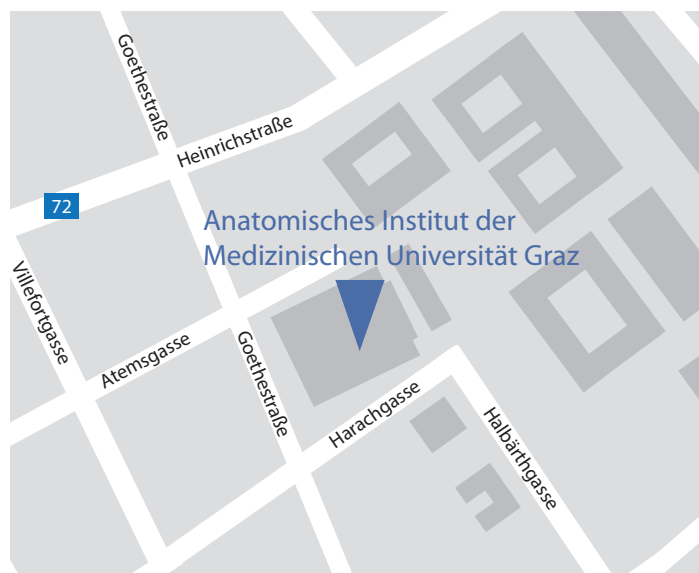 Goethestraße
Heinrichstraße
72
Anatomisches Institut der
Medizinischen Universität Graz
Villefortgasse
Atemsgasse
Goethestraße
Harachgasse
Halbärthgasse